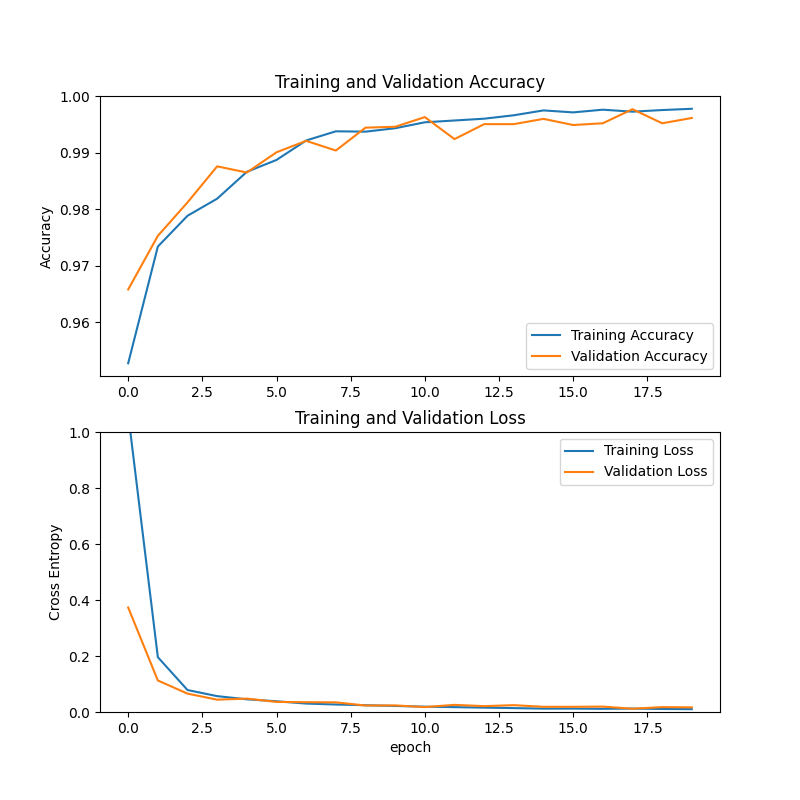 Training and Validation Accuracy
1.00
0.99
0.98
0.97
0.96
Accuracy
Training Accuracy
Validation Accuracy
0.0 2.5 5.0 7.5 10.0 12.5 15.0 17.5
Training and Validation Loss
1.0
0.8
0.6
0.4
0.2
0.0
Cross Entropy
Training Loss
Validation Loss
0.0 2.5 5.0 7.5 10.0 12.5 15.0 17.5
epoch